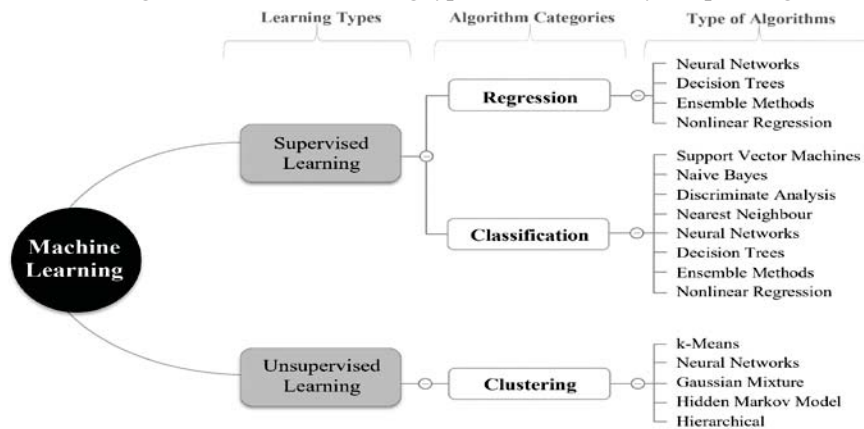 Learning Types
Algorithm Categories
Type of Algorithms
Machine
Learning
Supervised
Learning
Regression
Neural Networks
Decision Trees
Ensemble Methods
Nonlinear Regression
Classification
Support Vector Machines
Naive Bayes
Discriminate Analysis
Nearest Neighbour
Neural Networks
Decision Trees
Ensemble Methods
Nonlinear Regression
Unsupervised
Learning
Clustering
k-Means
Neural Networks
Gaussian Mixture
Hidden Markov Model
Hierarchical